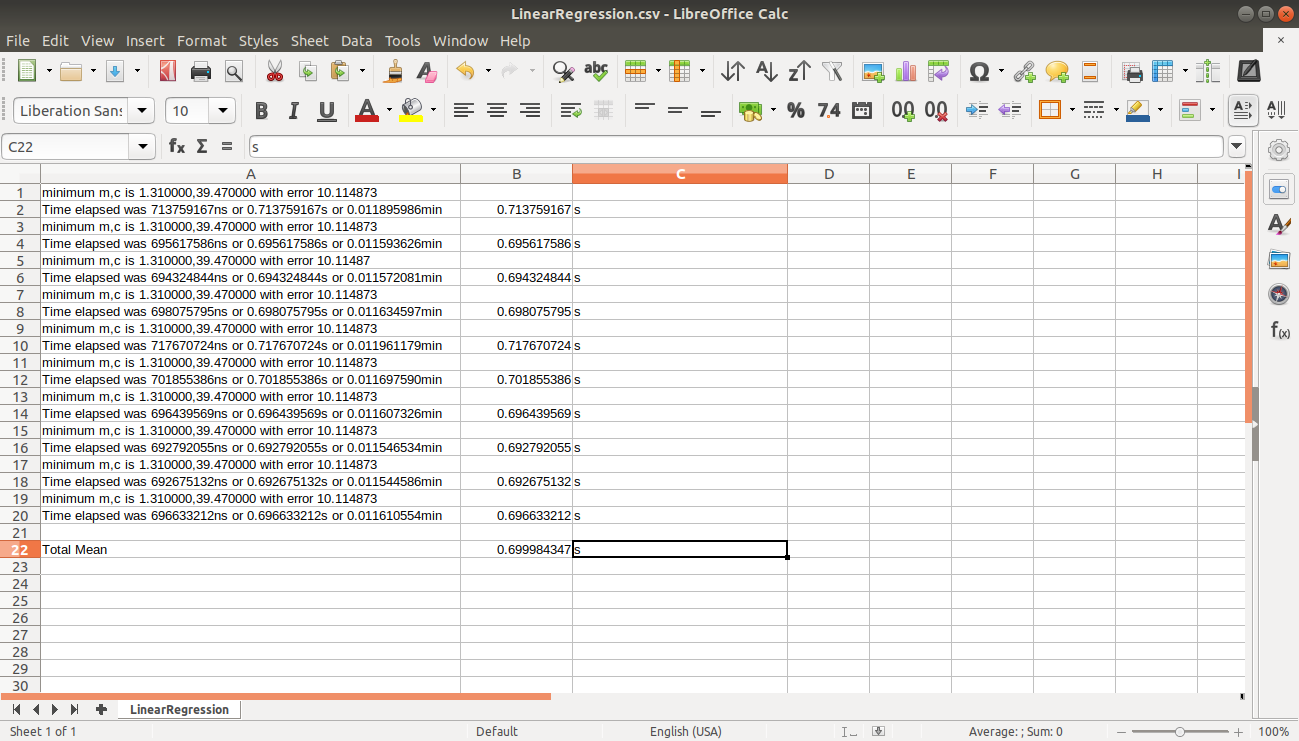 LinearRegression.csv - LibreOffice Calc
File Edit View Insert Format Styles Sheet Data Tools Window Help
Liberation Sans 10
C22 s
A B C D E F G H I
1 minimum m,c is 1.310000,39.470000 with error 10.114873
2 Time elapsed was 713759167ns or 0.713759167s or 0.011895986min 0.713759167 s
3 minimum m,c is 1.310000,39.470000 with error 10.114873
4 Time elapsed was 695617586ns or 0.695617586s or 0.011593626min 0.695617586 s
5 minimum m,c is 1.310000,39.470000 with error 10.11487
6 Time elapsed was 694324844ns or 0.694324844s or 0.011572081min 0.694324844 s
7 minimum m,c is 1.310000,39.470000 with error 10.114873
8 Time elapsed was 698075795ns or 0.698075795s or 0.011634597min 0.698075795 s
9 minimum m,c is 1.310000,39.470000 with error 10.114873
10 Time elapsed was 717670724ns or 0.717670724s or 0.011961179min 0.717670724 s
11 minimum m,c is 1.310000,39.470000 with error 10.114873
12 Time elapsed was 701855386ns or 0.701855386s or 0.011697590min 0.701855386 s
13 minimum m,c is 1.310000,39.470000 with error 10.114873
14 Time elapsed was 696439569ns or 0.696439569s or 0.011607326min 0.696439569 s
15 minimum m,c is 1.310000,39.470000 with error 10.114873
16 Time elapsed was 692792055ns or 0.692792055s or 0.011546534min 0.692792055 s
17 minimum m,c is 1.310000,39.470000 with error 10.114873
18 Time elapsed was 692675132ns or 0.692675132s or 0.011544586min 0.692675132 s
19 minimum m,c is 1.310000,39.470000 with error 10.114873
20 Time elapsed was 696633212ns or 0.696633212s or 0.011610554min 0.696633212 s
21
22 Total Mean 0.699984347 s
23
24
25
26
27
28
29
30
LinearRegression
Sheet 1 of 1 Default English (USA) Average: ; Sum: 0 100%